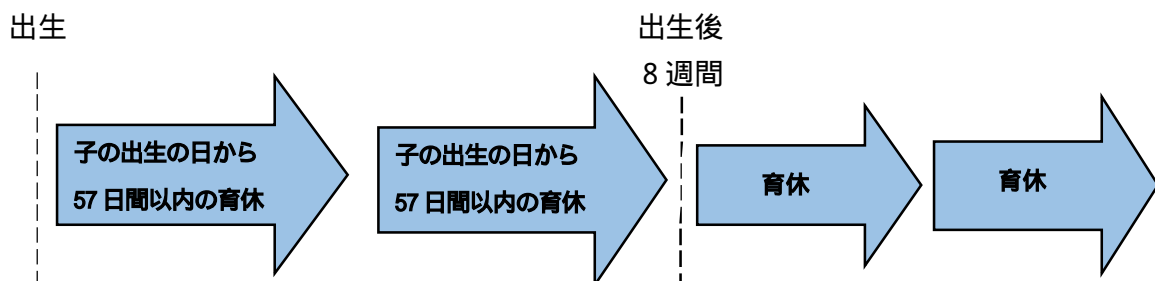 出生
出生後
8 週間
子の出生の日から
57 日間以内の育休
子の出生の日から
57 日間以内の育休
育休
育休